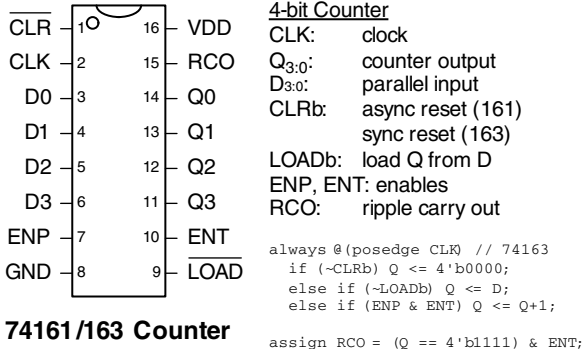 CLR 1 16 VDD
CLK 2 15 RCO
D0 3 14 Q0
D1 4 13 Q1
D2 5 12 Q2
D3 6 11 Q3
ENP 7 10 ENT
GND 8 9 LOAD
74161/163 Counter
4-bit Counter
CLK: clock
Q3:0: counter output
D3:0: parallel input
CLRb: async reset (161)
sync reset (163)
LOADb: load Q from D
ENP, ENT: enables
RCO: ripple carry out
always @(posedge CLK) // 74163
if (~CLRb) Q <= 4'b0000;
else if (~LOADb) Q <= D;
else if (ENP & ENT) Q <= Q+1;
assign RCO = (Q == 4'b1111) & ENT;